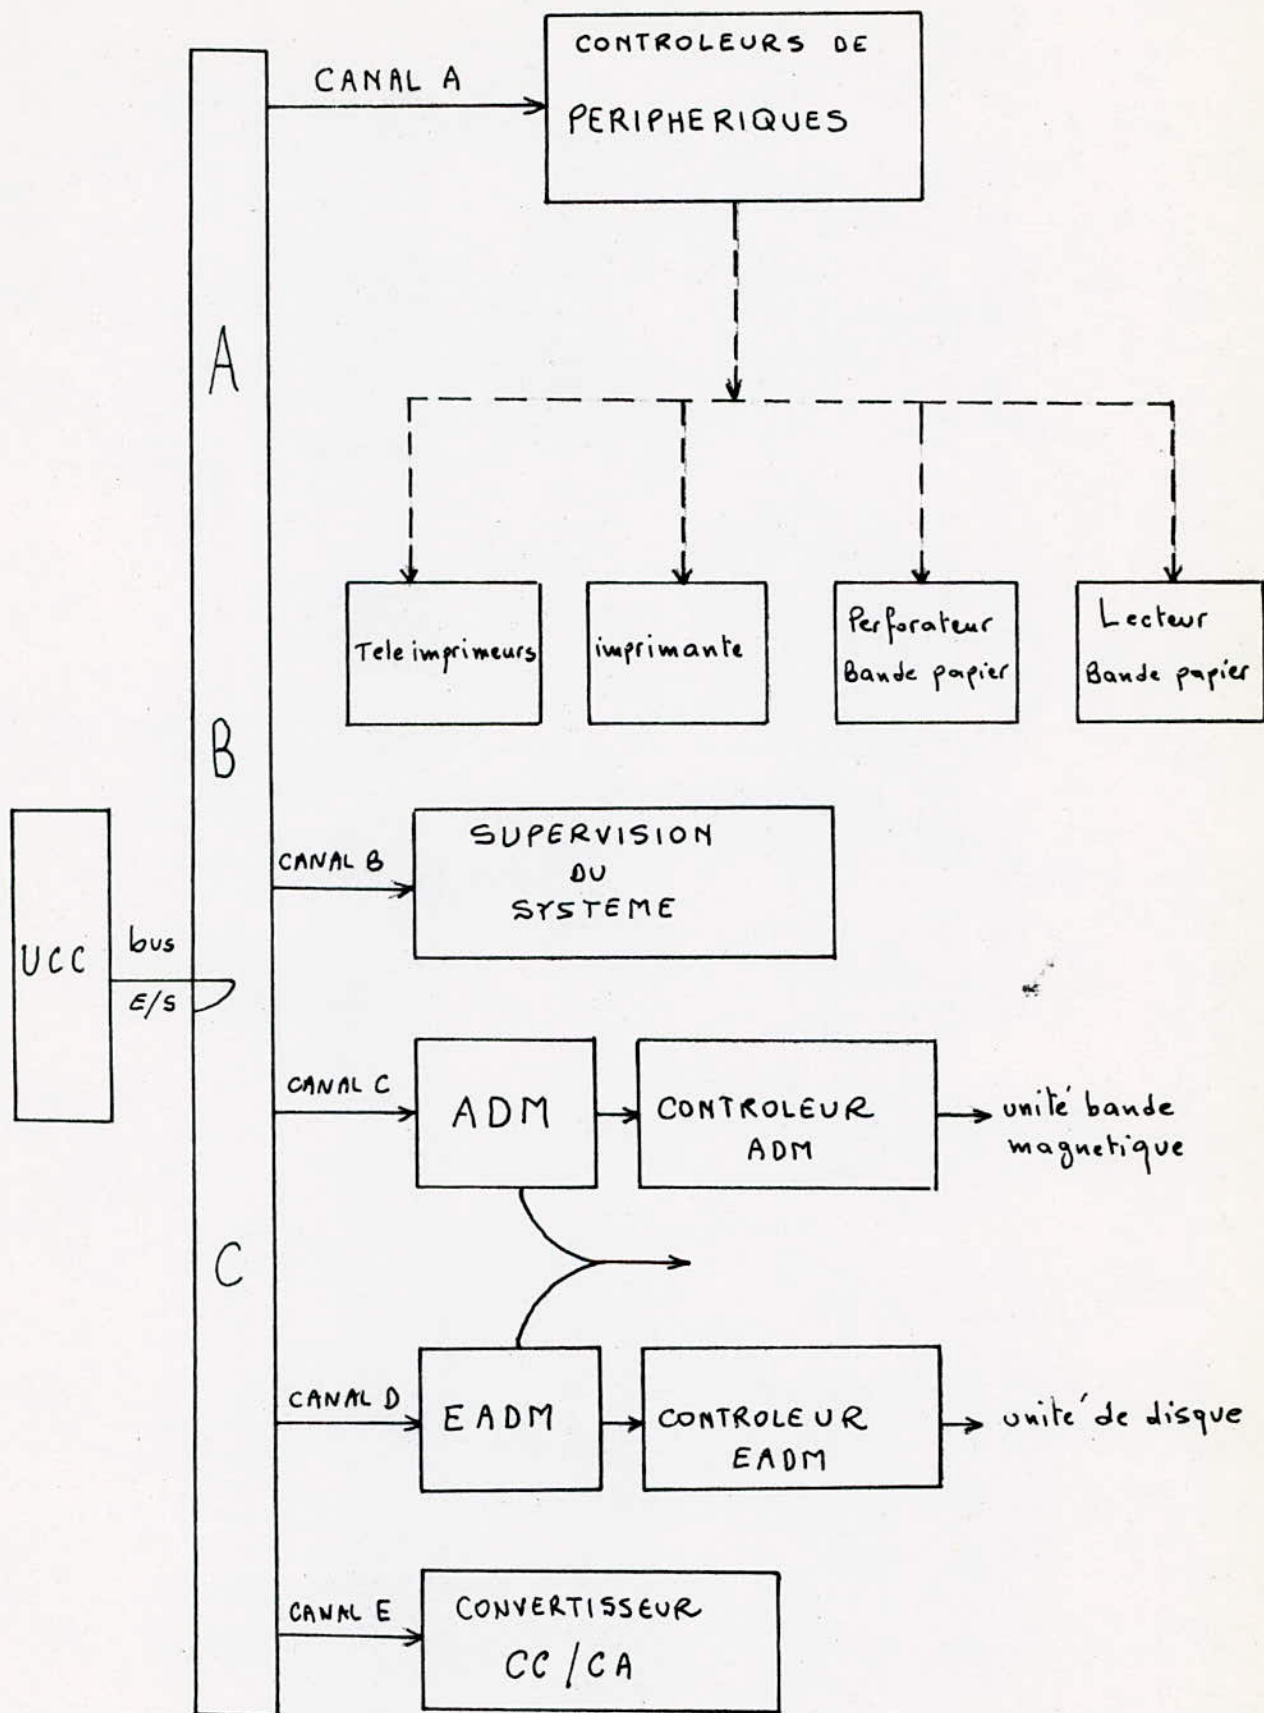 CONTROLEURS DE
PERIPHERIQUES
CANAL A
A
Tele imprimeurs
imprimante
Perforateur
Bande papier
Lecteur
Bande papier
B
CANAL B
SUPERVISION
DU
SYSTEME
UCC
bus
E/S
CANAL C
ADM
CONTROLEUR
ADM
unité bande
magnetique
C
CANAL D
EADM
CONTROLEUR
EADM
unité de disque
CANAL E
CONVERTISSEUR
CC/CA